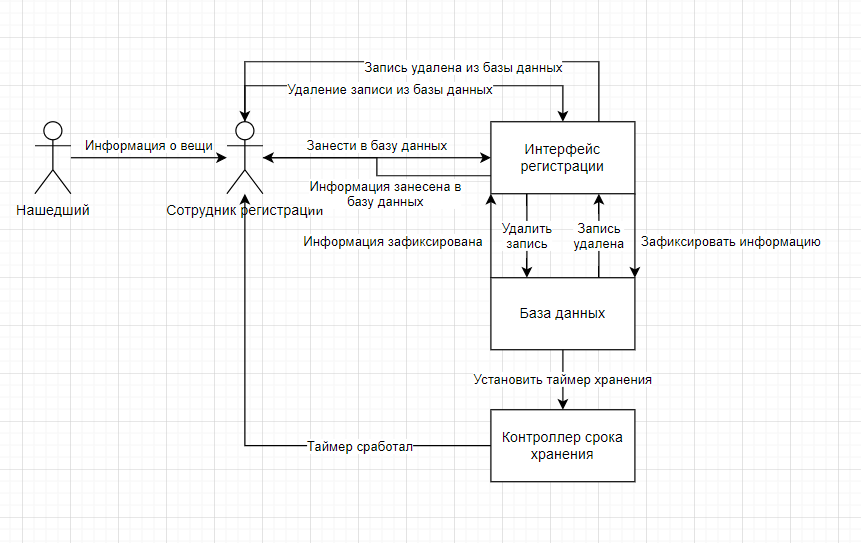 Запись удалена из базы данных
Удаление записи из базы данных
Информация о вещи
Занести в базу данных
Интерфейс
регистрации
Информация занесена в
базу данных
Нашедший
Сотрудник регистрации
Информация зафиксирована
Удалить
запись
Запись
удалена
Зафиксировать информацию
База данных
Установить таймер хранения
Контроллер срока
хранения
Таймер сработал